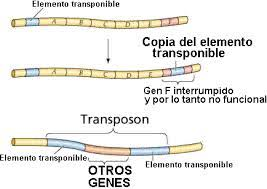 Elemento transponible
A B C D
Copia del elemento
transponible
A B C D E
Gen F interrumpido
y por lo tanto no funcional
Transposon
Elemento transponible
Elemento transponible
OTROS
GENES